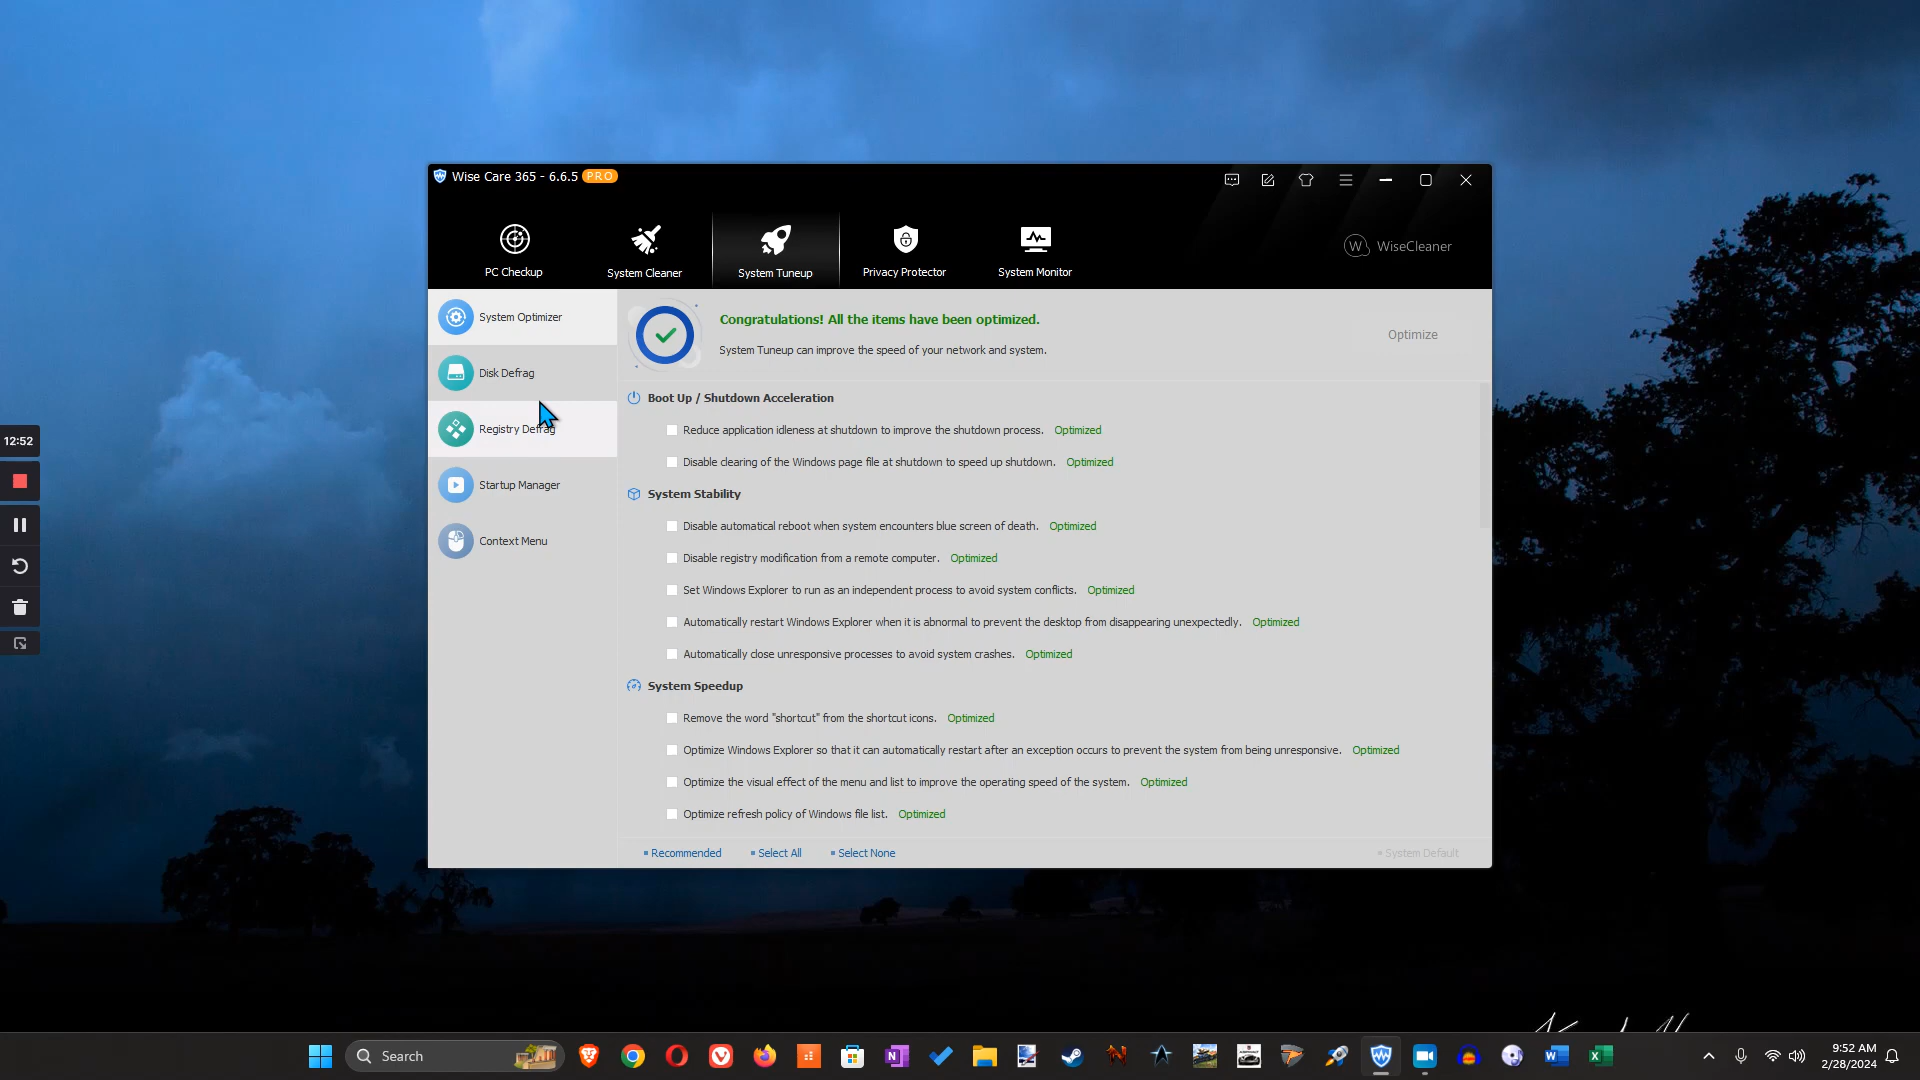 Wise Care 365 - 6.6.5 PRO
PC Checkup
System Cleaner
System Tuneup
Privacy Protector
System Monitor
W WiseCleaner
System Optimizer
Disk Defrag
Registry Defrag
Startup Manager
Context Menu
Congratulations! All the items have been optimized.
System Tuneup can improve the speed of your network and system.
Optimize
Boot Up / Shutdown Acceleration
Reduce application idleness at shutdown to improve the shutdown process. Optimized
Disable clearing of the Windows page file at shutdown to speed up shutdown. Optimized
System Stability
Disable automatical reboot when system encounters blue screen of death. Optimized
Disable registry modification from a remote computer. Optimized
Set Windows Explorer to run as an independent process to avoid system conflicts. Optimized
Automatically restart Windows Explorer when it is abnormal to prevent the desktop from disappearing unexpectedly. Optimized
Automatically close unresponsive processes to avoid system crashes. Optimized
System Speedup
Remove the word "shortcut" from the shortcut icons. Optimized
Optimize Windows Explorer so that it can automatically restart after an exception occurs to prevent the system from being unresponsive. Optimized
Optimize the visual effect of the menu and list to improve the operating speed of the system. Optimized
Optimize refresh policy of Windows file list. Optimized
Recommended
Select All
Select None
System Default
12:52
Search
9:52 AM
2/28/2024